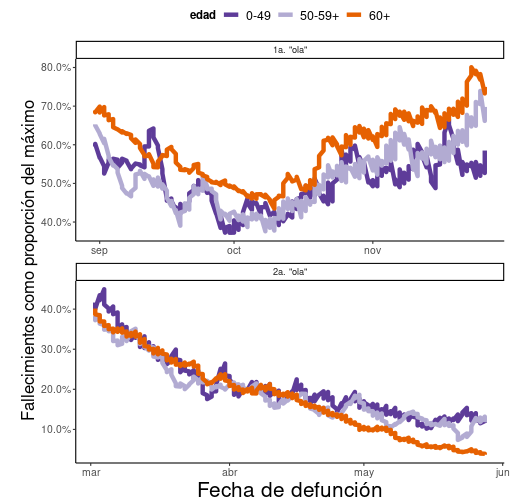 edad 0-49 50-59+ 60+
1a. "ola"
80.0%
70.0%
60.0%
50.0%
40.0%
sep oct nov
2a. "ola"
40.0%
30.0%
20.0%
10.0%
mar abr may jun
Fallecimientos como proporción del máximo
Fecha de defunción